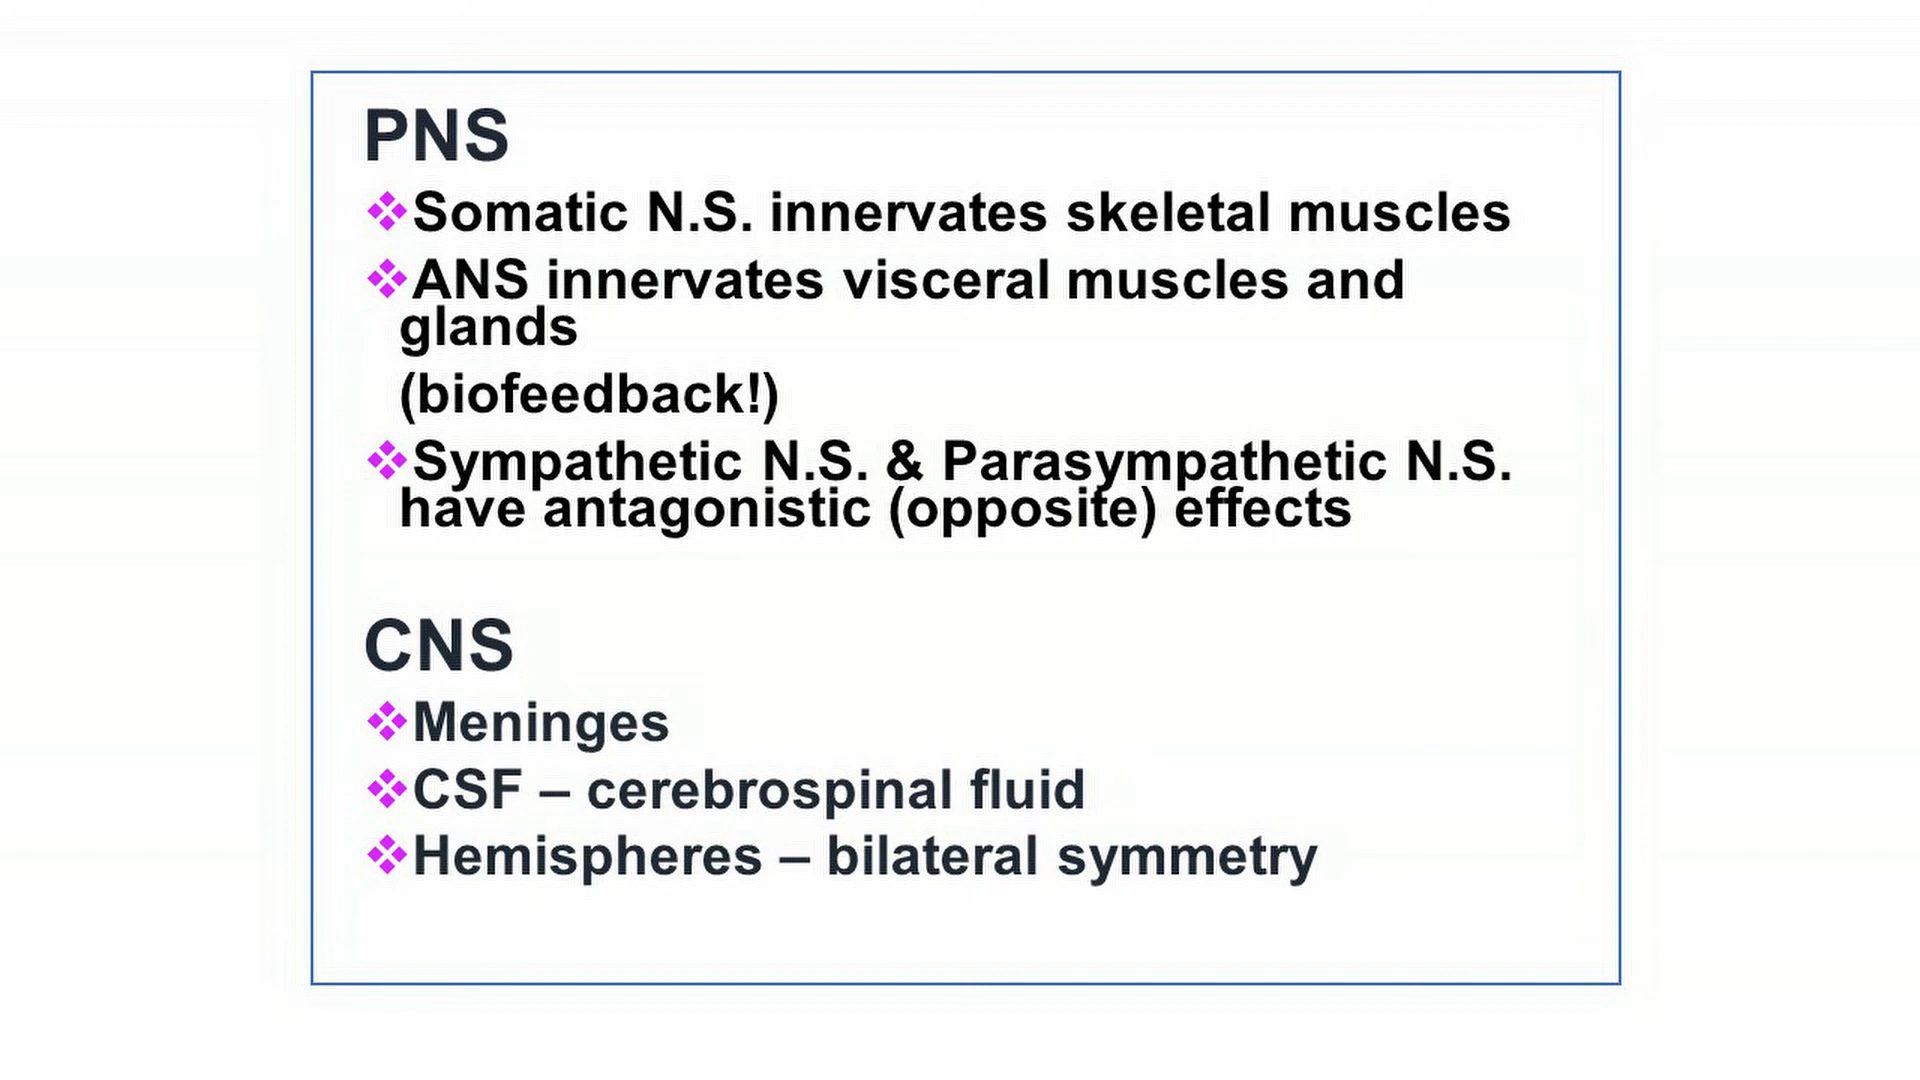 PNS
❖Somatic N.S. innervates skeletal muscles
❖ANS innervates visceral muscles and
glands
(biofeedback!)
❖Sympathetic N.S. & Parasympathetic N.S.
have antagonistic (opposite) effects
CNS
❖Meninges
❖CSF – cerebrospinal fluid
❖Hemispheres – bilateral symmetry